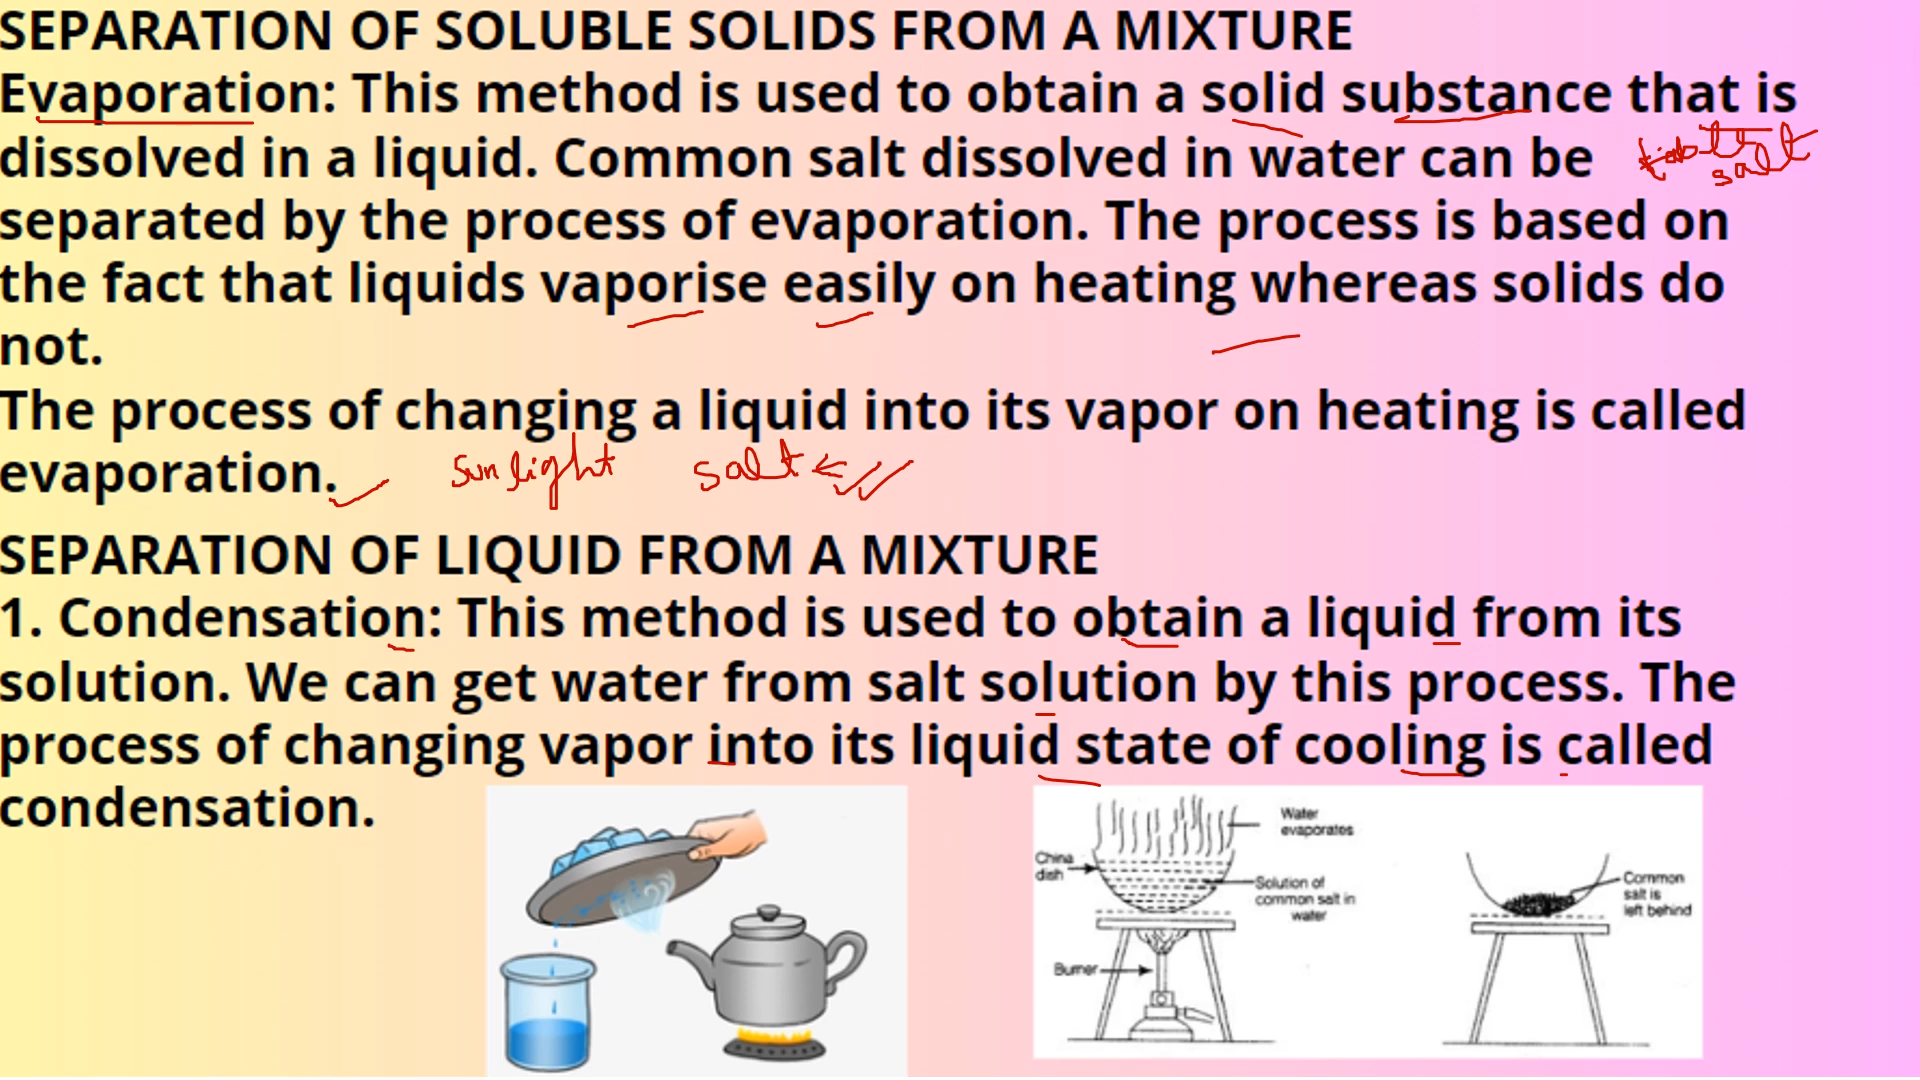 SEPARATION OF SOLUBLE SOLIDS FROM A MIXTURE
Evaporation: This method is used to obtain a solid substance that is
dissolved in a liquid. Common salt dissolved in water can be
salt
separated by the process of evaporation. The process is based on
the fact that liquids vaporise easily on heating whereas solids do
not.
The process of changing a liquid into its vapor on heating is called
evaporation. sunlight salt
SEPARATION OF LIQUID FROM A MIXTURE
1. Condensation: This method is used to obtain a liquid from its
solution. We can get water from salt solution by this process. The
process of changing vapor into its liquid state of cooling is called
condensation.
Water
evaporates
China
dish
Solution of
common salt in
water
Burner
Common
salt is
left behind